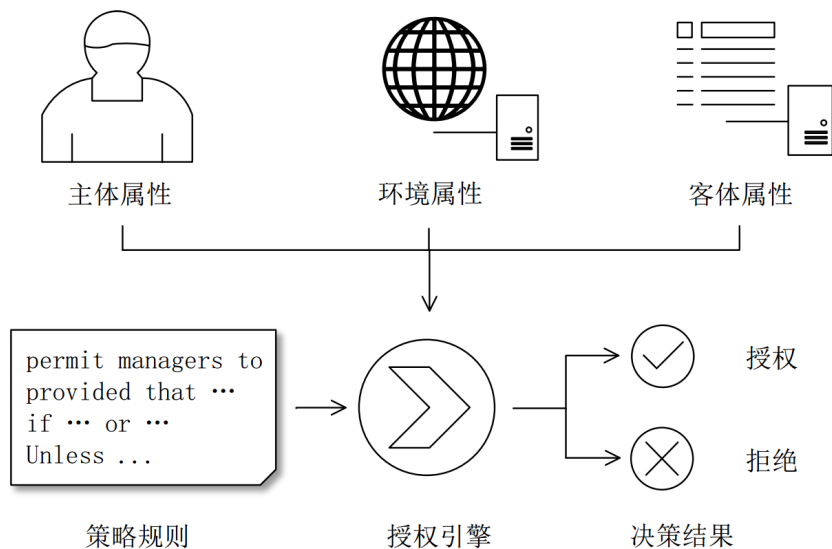 主体属性
环境属性
客体属性
permit managers to
provided that …
if … or …
Unless ...
授权
拒绝
策略规则
授权引擎
决策结果